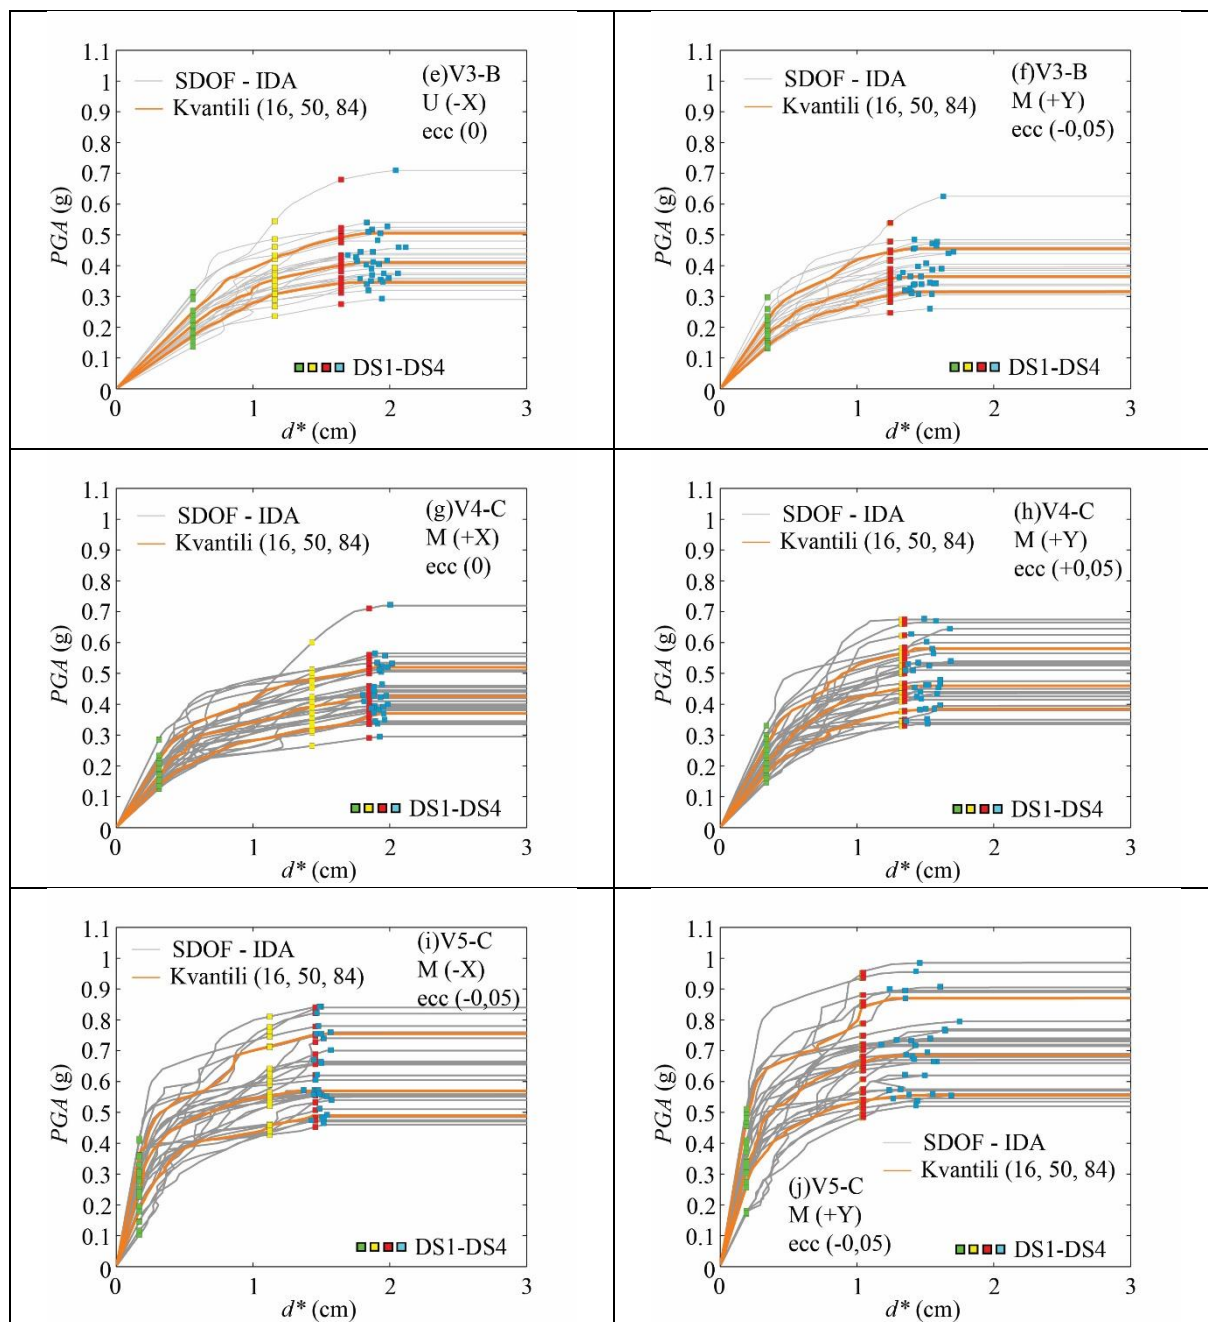 1.1
1
0.9
0.8
0.7
0.6
0.5
0.4
0.3
0.2
0.1
0
PGA (g)
SDOF - IDA
Kvantili (16, 50, 84)
(e)V3-B
U (-X)
ecc (0)
DS1-DS4
0 1 2 3
d* (cm)
1.1
1
0.9
0.8
0.7
0.6
0.5
0.4
0.3
0.2
0.1
0
PGA (g)
SDOF - IDA
Kvantili (16, 50, 84)
(f)V3-B
M (+Y)
ecc (-0,05)
DS1-DS4
0 1 2 3
d* (cm)
1.1
1
0.9
0.8
0.7
0.6
0.5
0.4
0.3
0.2
0.1
0
PGA (g)
SDOF - IDA
Kvantili (16, 50, 84)
(g)V4-C
M (+X)
ecc (0)
DS1-DS4
0 1 2 3
d* (cm)
1.1
1
0.9
0.8
0.7
0.6
0.5
0.4
0.3
0.2
0.1
0
PGA (g)
SDOF - IDA
Kvantili (16, 50, 84)
(h)V4-C
M (+Y)
ecc (+0,05)
DS1-DS4
0 1 2 3
d* (cm)
1.1
1
0.9
0.8
0.7
0.6
0.5
0.4
0.3
0.2
0.1
0
PGA (g)
SDOF - IDA
Kvantili (16, 50, 84)
(i)V5-C
M (-X)
ecc (-0,05)
DS1-DS4
0 1 2 3
d* (cm)
1.1
1
0.9
0.8
0.7
0.6
0.5
0.4
0.3
0.2
0.1
0
PGA (g)
SDOF - IDA
Kvantili (16, 50, 84)
(j)V5-C
M (+Y)
ecc (-0,05)
DS1-DS4
0 1 2 3
d* (cm)